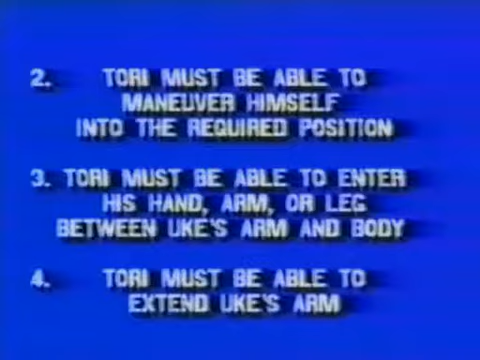 2. TORI MUST BE ABLE TO
MANEUVER HIMSELF
INTO THE REQUIRED POSITION
3. TORI MUST BE ABLE TO ENTER
HIS HAND, ARM, OR LEG
BETWEEN UKE'S ARM AND BODY
4. TORI MUST BE ABLE TO
EXTEND UKE'S ARM